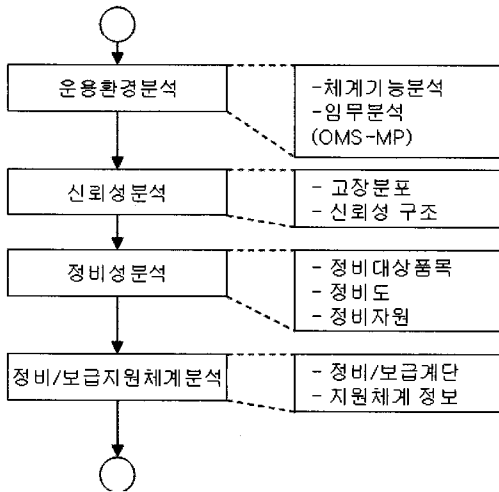 운용환경분석
-체계기능분석
-임무분석
(OMS-MP)
신뢰성분석
- 고장분포
- 신뢰성 구조
정비성분석
- 정비대상품목
- 정비도
- 정비자원
정비/보급지원체계분석
- 정비/보급계단
- 지원체계 정보